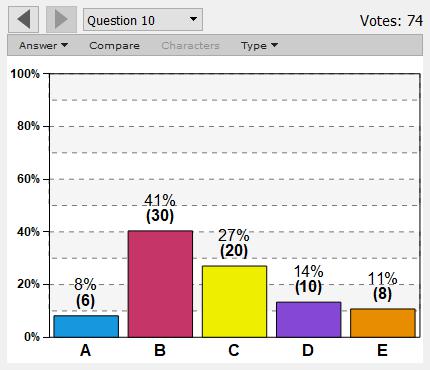 Question 10
Votes: 74
Answer
Compare
Characters
Type
100%
80%
60%
40%
20%
0%
8%
(6)
41%
(30)
27%
(20)
14%
(10)
11%
(8)
A B C D E